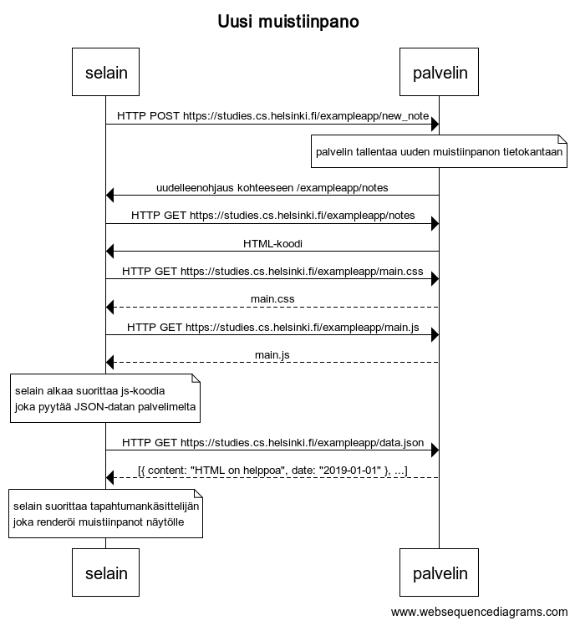 Uusi muistiinpano
selain
palvelin
HTTP POST https://studies.cs.helsinki.fi/exampleapp/new_note
palvelin tallentaa uuden muistiinpanon tietokantaan
uudelleenohjaus kohteeseen /exampleapp/notes
HTTP GET https://studies.cs.helsinki.fi/exampleapp/notes
HTML-koodi
HTTP GET https://studies.cs.helsinki.fi/exampleapp/main.css
main.css
HTTP GET https://studies.cs.helsinki.fi/exampleapp/main.js
main.js
selain alkaa suorittaa js-koodia
joka pyytää JSON-datan palvelimelta
HTTP GET https://studies.cs.helsinki.fi/exampleapp/data.json
[{ content: "HTML on helppoa", date: "2019-01-01" }, ...]
selain suorittaa tapahtumankäsittelijän
joka renderöi muistiinpanot näytölle
selain
palvelin
www.websequencediagrams.com